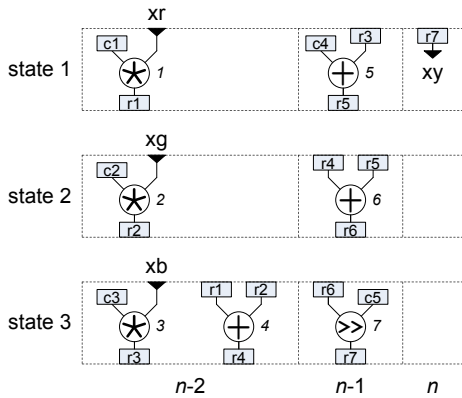 xr
c1 r3 r7
c4
state 1 * 1 + 5 xy
r1 r5
xg
c2 r4 r5
state 2 * 2 + 6
r2 r6
xb
r1 r2 r6
c3 c5
state 3 * 3 + 4 >> 7
r3 r4 r7
n-2 n-1 n